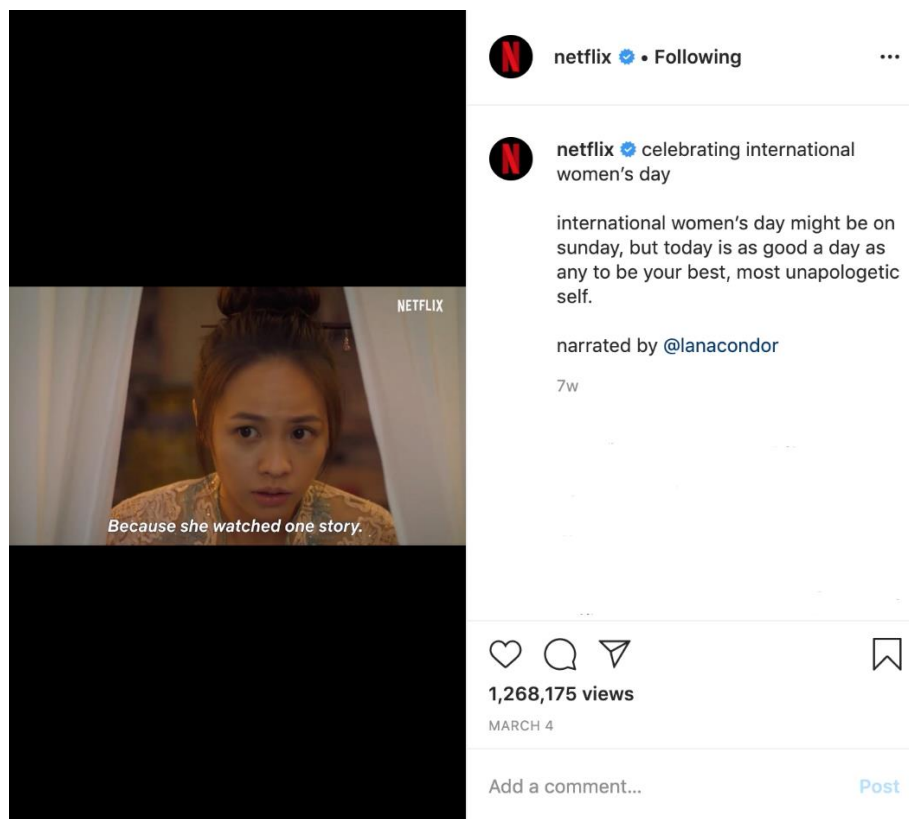 NETFLIX
Because she watched one story.
netflix • Following
netflix celebrating international
women’s day
international women’s day might be on
sunday, but today is as good a day as
any to be your best, most unapologetic
self.
narrated by @lanacondor
7w
1,268,175 views
MARCH 4
Add a comment...
Post